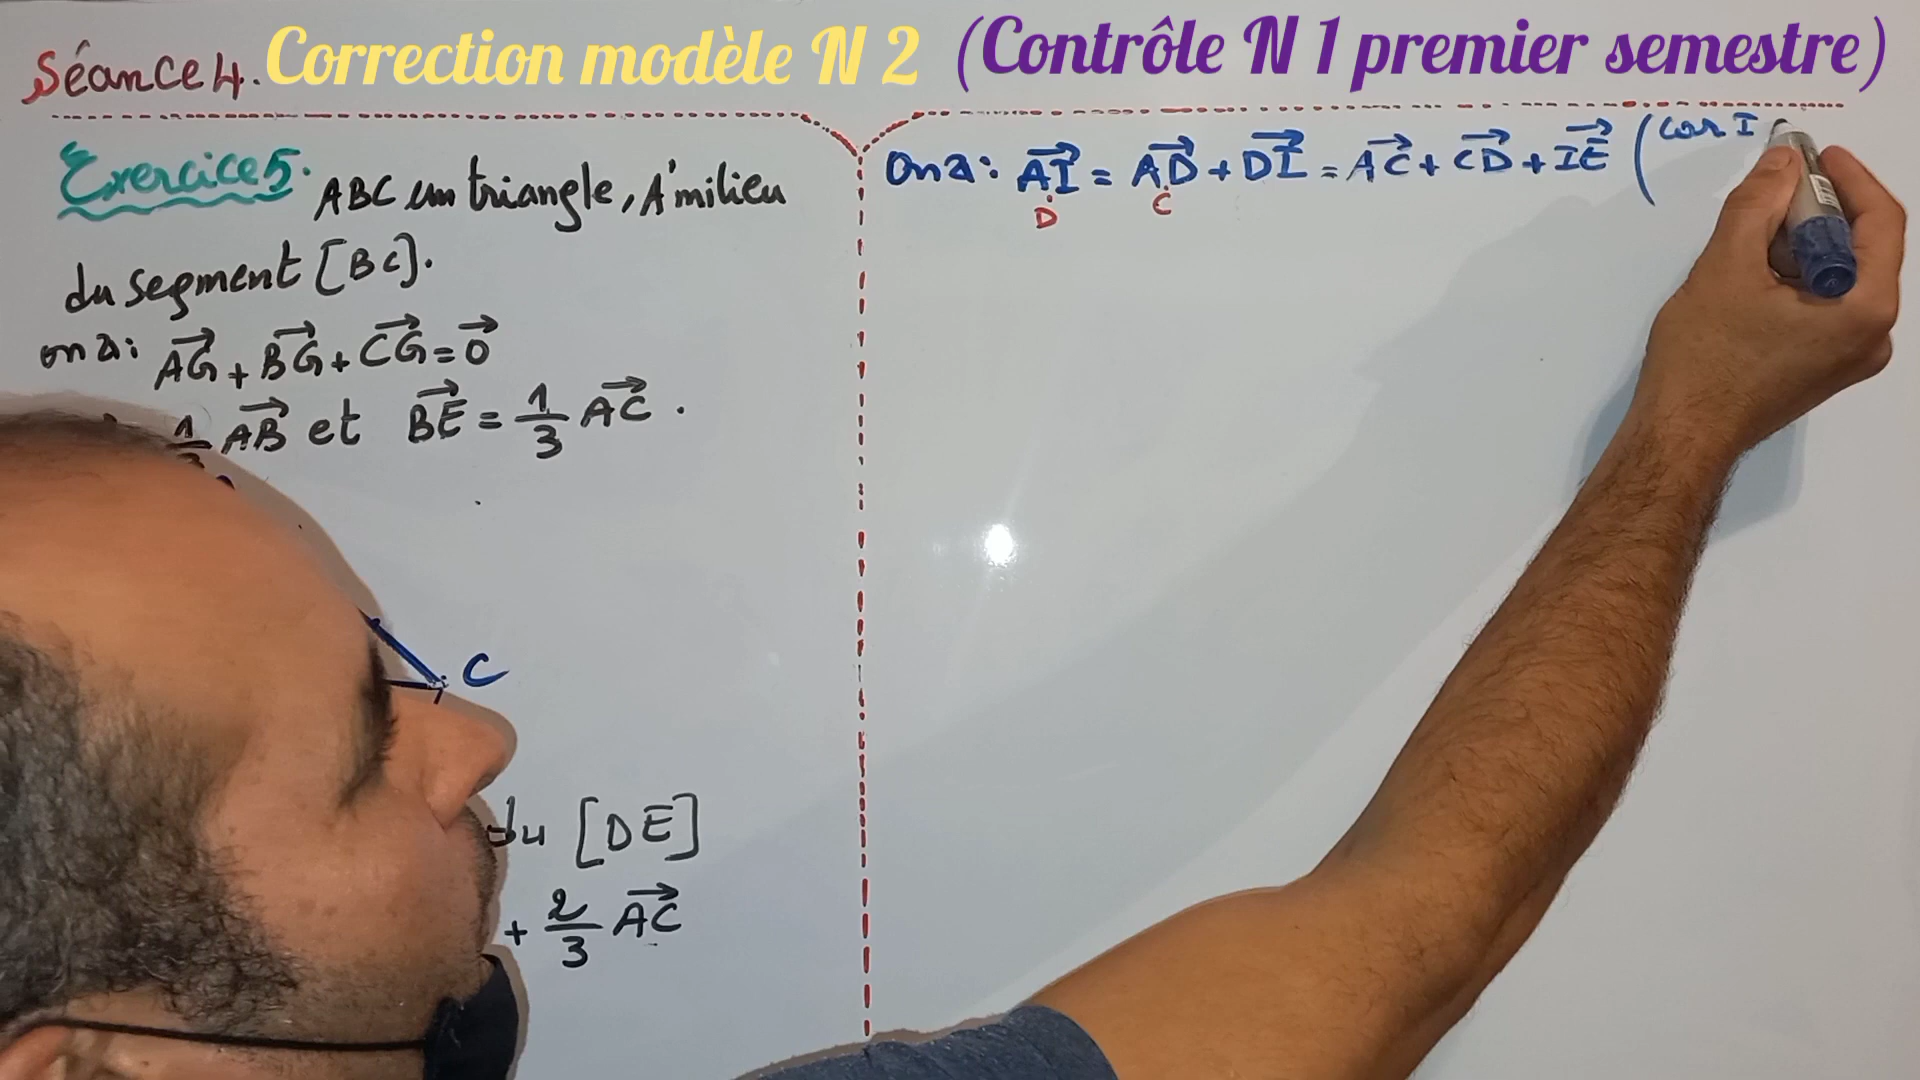 Séance 4. Correction modèle N 2 (Contrôle N 1 premier semestre)
Exercice 5. ABC un triangle, A' milieu
du segment [BC].
on a: AG⃗ + BG⃗ + CG⃗ = 0⃗
AB⃗ et BE⃗ = 1/3 AC⃗ .
C
du [DE]
+ 2/3 AC⃗
On a: AI⃗ = AD⃗ + DI⃗ = AC⃗ + CD⃗ + IE⃗ (car I
D C